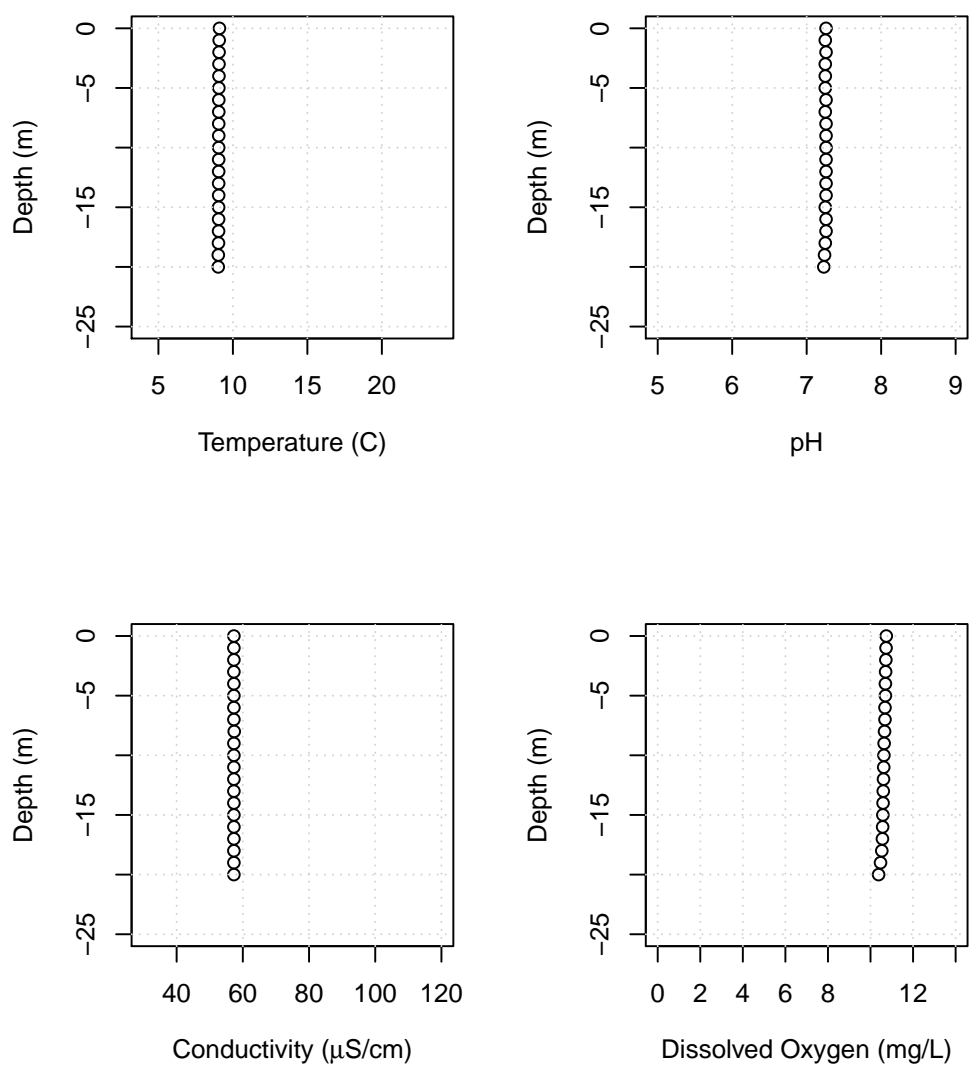 0
−5
−15
−25
Depth (m)
5 10 15 20
Temperature (C)
0
−5
−15
−25
Depth (m)
5 6 7 8 9
pH
0
−5
−15
−25
Depth (m)
40 60 80 100 120
Conductivity (µS/cm)
0
−5
−15
−25
Depth (m)
0 2 4 6 8 12
Dissolved Oxygen (mg/L)